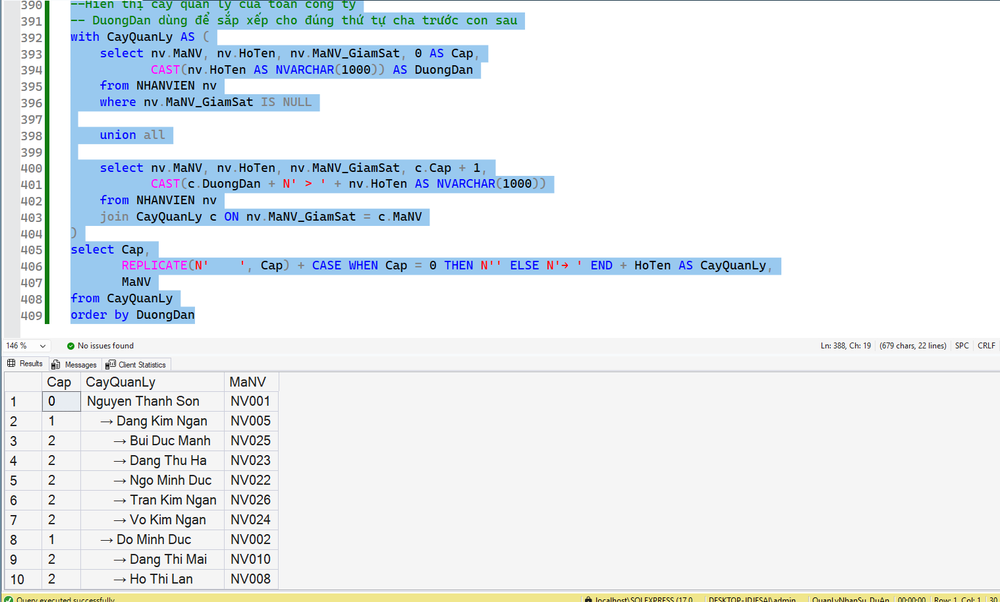 390 --Hiển thị cây quản lý của toàn công ty
391 -- DuongDan dùng để sắp xếp cho đúng thứ tự cha trước con sau
392 with CayQuanLy AS (
393 select nv.MaNV, nv.HoTen, nv.MaNV_GiamSat, 0 AS Cap,
394 CAST(nv.HoTen AS NVARCHAR(1000)) AS DuongDan
395 from NHANVIEN nv
396 where nv.MaNV_GiamSat IS NULL
397
398 union all
399
400 select nv.MaNV, nv.HoTen, nv.MaNV_GiamSat, c.Cap + 1,
401 CAST(c.DuongDan + N' > ' + nv.HoTen AS NVARCHAR(1000))
402 from NHANVIEN nv
403 join CayQuanLy c ON nv.MaNV_GiamSat = c.MaNV
404 )
405 select Cap,
406 REPLICATE(N'    ', Cap) + CASE WHEN Cap = 0 THEN N'' ELSE N'→ ' END + HoTen AS CayQuanLy,
407 MaNV
408 from CayQuanLy
409 order by DuongDan
146 % No issues found Ln: 388, Ch: 19 (679 chars, 22 lines) SPC CRLF
Results Messages Client Statistics
Cap CayQuanLy MaNV
1 0 Nguyen Thanh Son NV001
2 1 → Dang Kim Ngan NV005
3 2 → Bui Duc Manh NV025
4 2 → Dang Thu Ha NV023
5 2 → Ngo Minh Duc NV022
6 2 → Tran Kim Ngan NV026
7 2 → Vo Kim Ngan NV024
8 1 → Do Minh Duc NV002
9 2 → Dang Thi Mai NV010
10 2 → Ho Thi Lan NV008
Query executed successfully localhost\SQLEXPRESS (17.0 QuanLyNhanSu_DuAn 00:00:00 Row: 1, Col: 1 30